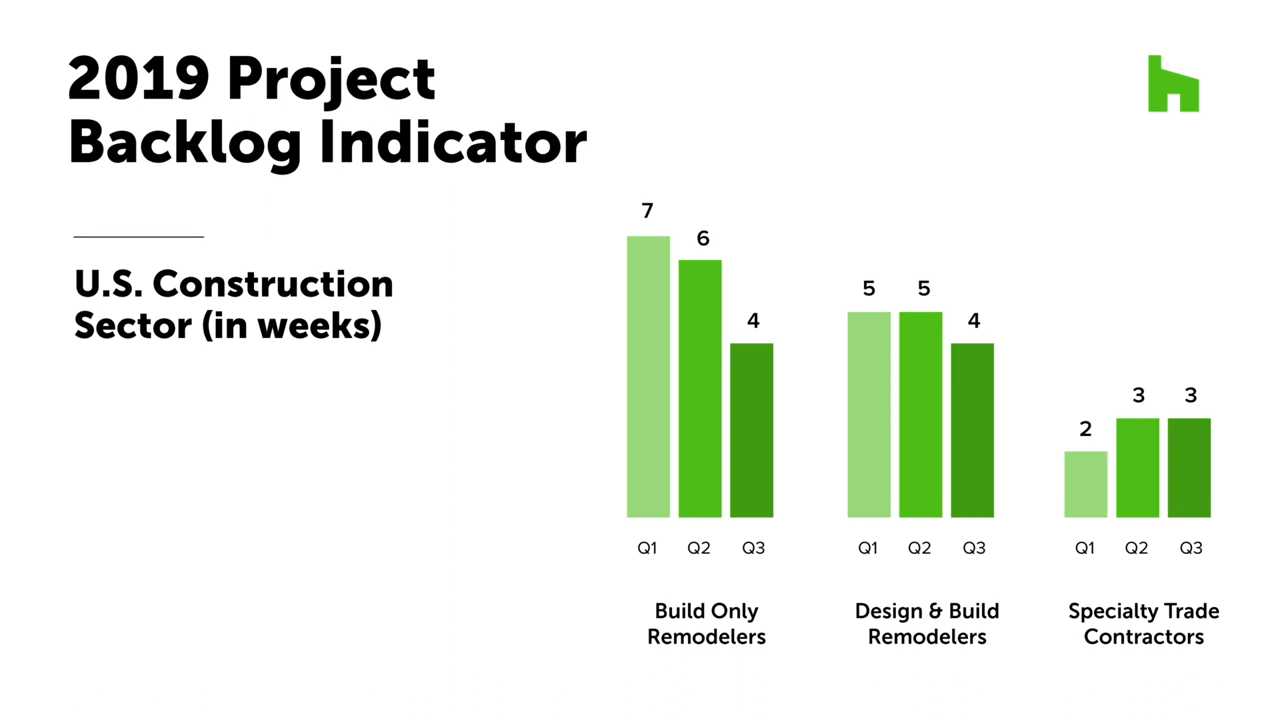 2019 Project
Backlog Indicator
U.S. Construction
Sector (in weeks)
7
6
4
5
5
4
2
3
3
Q1
Q2
Q3
Q1
Q2
Q3
Q1
Q2
Q3
Build Only
Remodelers
Design & Build
Remodelers
Specialty Trade
Contractors